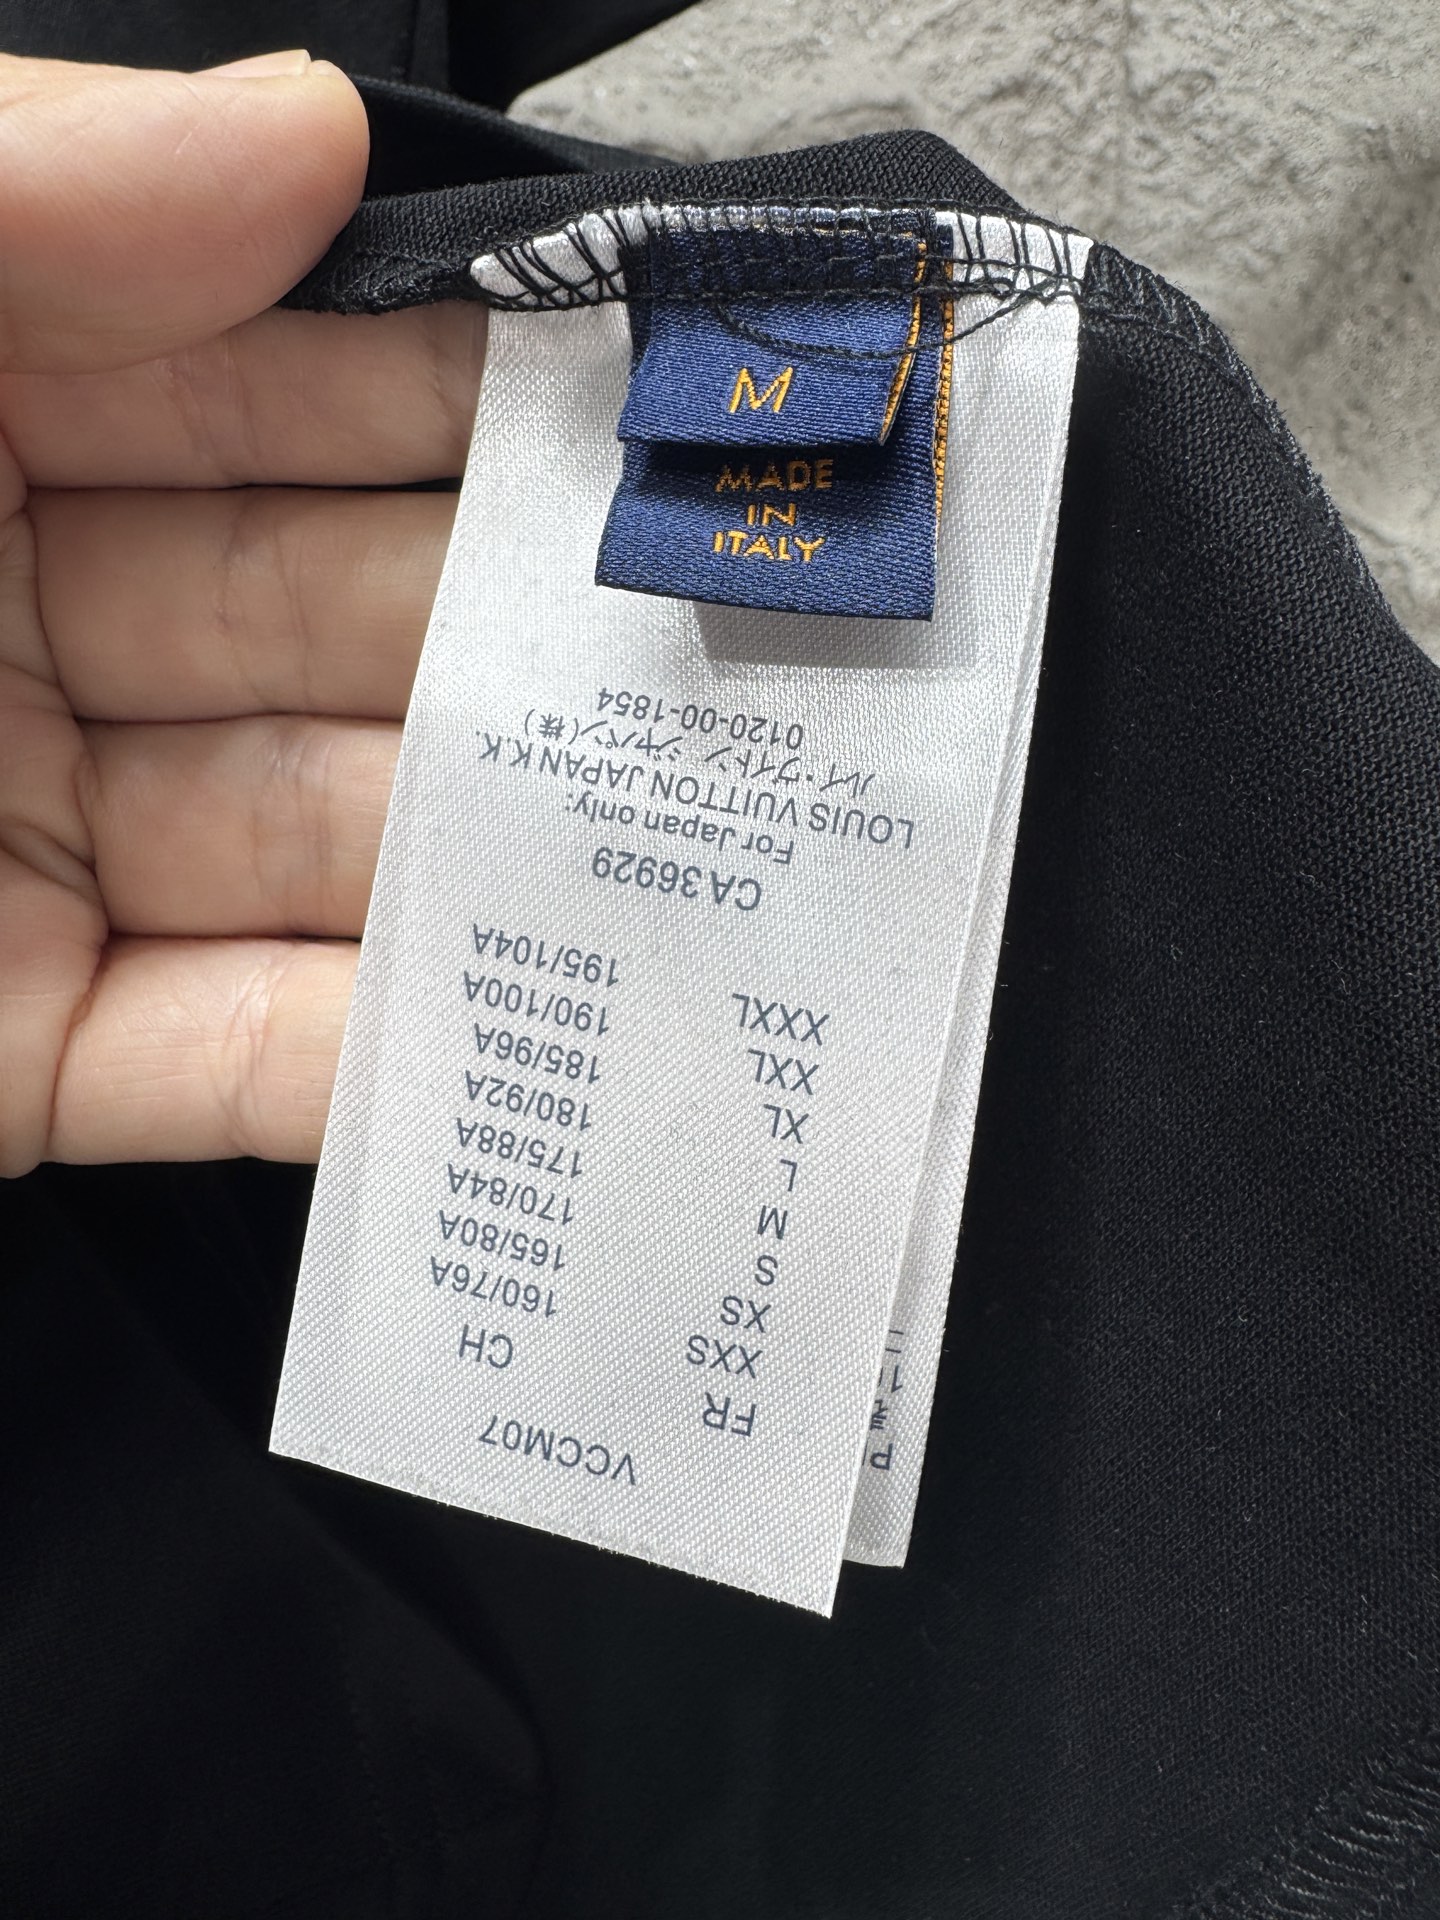 M
MADE
IN
ITALY
VCCM07
FR CH
XXS 160/76A
XS 165/80A
S 170/84A
M 175/88A
L 180/92A
XL 185/96A
XXL 190/100A
XXXL 195/104A
CA 36929
For Japan only:
LOUIS VUITTON JAPAN K.K.
ルイ・ヴィトン ジャパン(株)
0120-00-1854